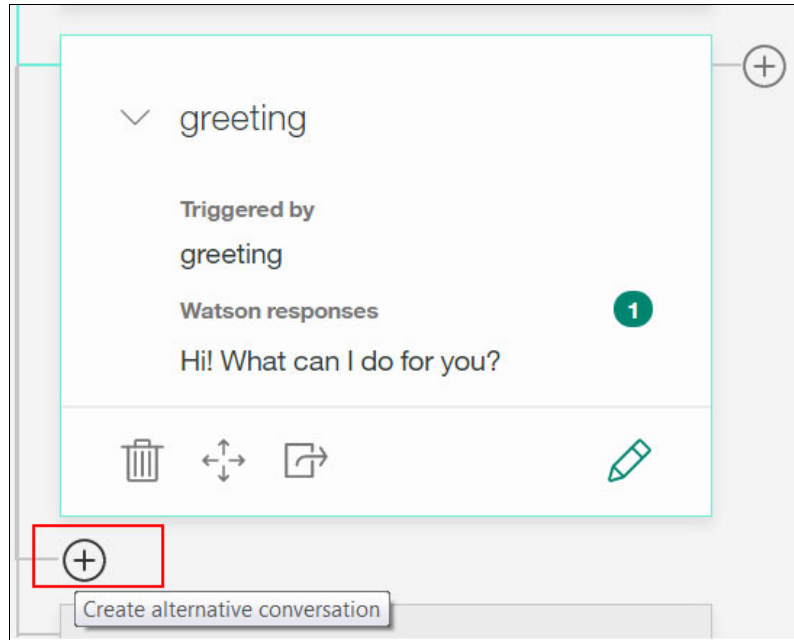 greeting
Triggered by
greeting
Watson responses
1
Hi! What can I do for you?
Create alternative conversation